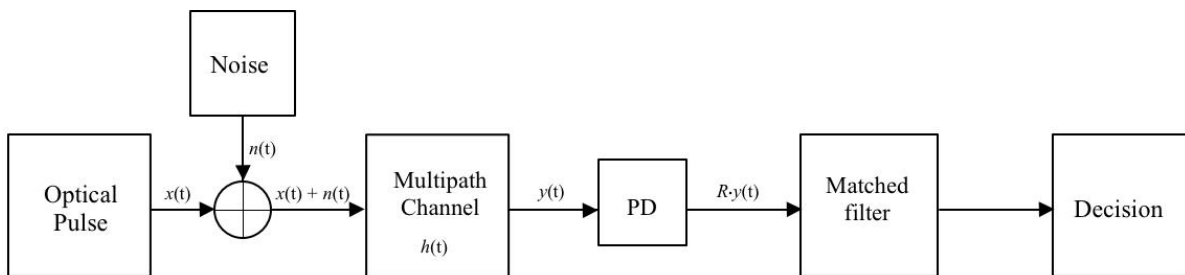 Noise
n(t)
Optical
Pulse
x(t)
x(t) + n(t)
Multipath
Channel
h(t)
y(t)
PD
R·y(t)
Matched
filter
Decision